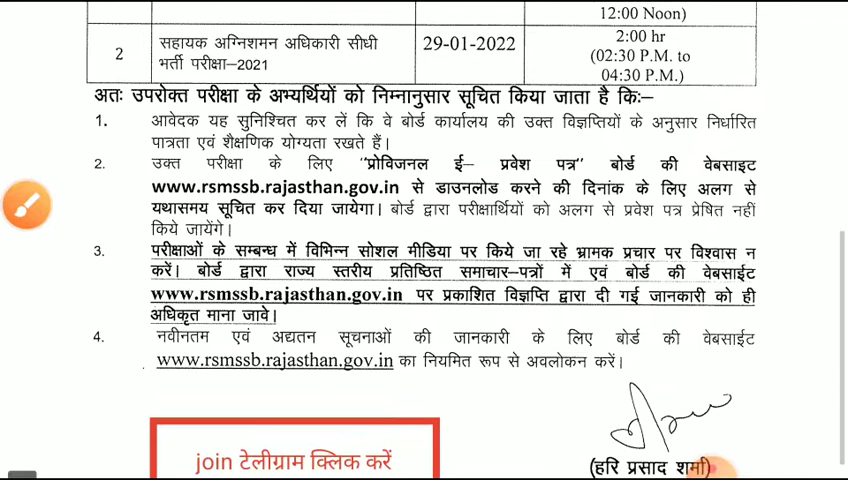 12:00 Noon)
2 सहायक अग्निशमन अधिकारी सीधी भर्ती परीक्षा–2021 29-01-2022 2:00 hr (02:30 P.M. to 04:30 P.M.)
अतः उपरोक्त परीक्षा के अभ्यर्थियों को निम्नानुसार सूचित किया जाता है किः–
1. आवेदक यह सुनिश्चित कर लें कि वे बोर्ड कार्यालय की उक्त विज्ञप्तियों के अनुसार निर्धारित
पात्रता एवं शैक्षणिक योग्यता रखते हैं।
2. उक्त परीक्षा के लिए "प्रोविजनल ई– प्रवेश पत्र" बोर्ड की वेबसाइट
www.rsmssb.rajasthan.gov.in से डाउनलोड करने की दिनांक के लिए अलग से
यथासमय सूचित कर दिया जायेगा। बोर्ड द्वारा परीक्षार्थियों को अलग से प्रवेश पत्र प्रेषित नहीं
किये जायेंगे।
3. परीक्षाओं के सम्बन्ध में विभिन्न सोशल मीडिया पर किये जा रहे भ्रामक प्रचार पर विश्वास न
करें। बोर्ड द्वारा राज्य स्तरीय प्रतिष्ठित समाचार–पत्रों में एवं बोर्ड की वेबसाईट
www.rsmssb.rajasthan.gov.in पर प्रकाशित विज्ञप्ति द्वारा दी गई जानकारी को ही
अधिकृत माना जावे।
4. नवीनतम एवं अद्यतन सूचनाओं की जानकारी के लिए बोर्ड की वेबसाईट
www.rsmssb.rajasthan.gov.in का नियमित रूप से अवलोकन करें।
join टेलीग्राम क्लिक करें
(हरि प्रसाद शर्मा)